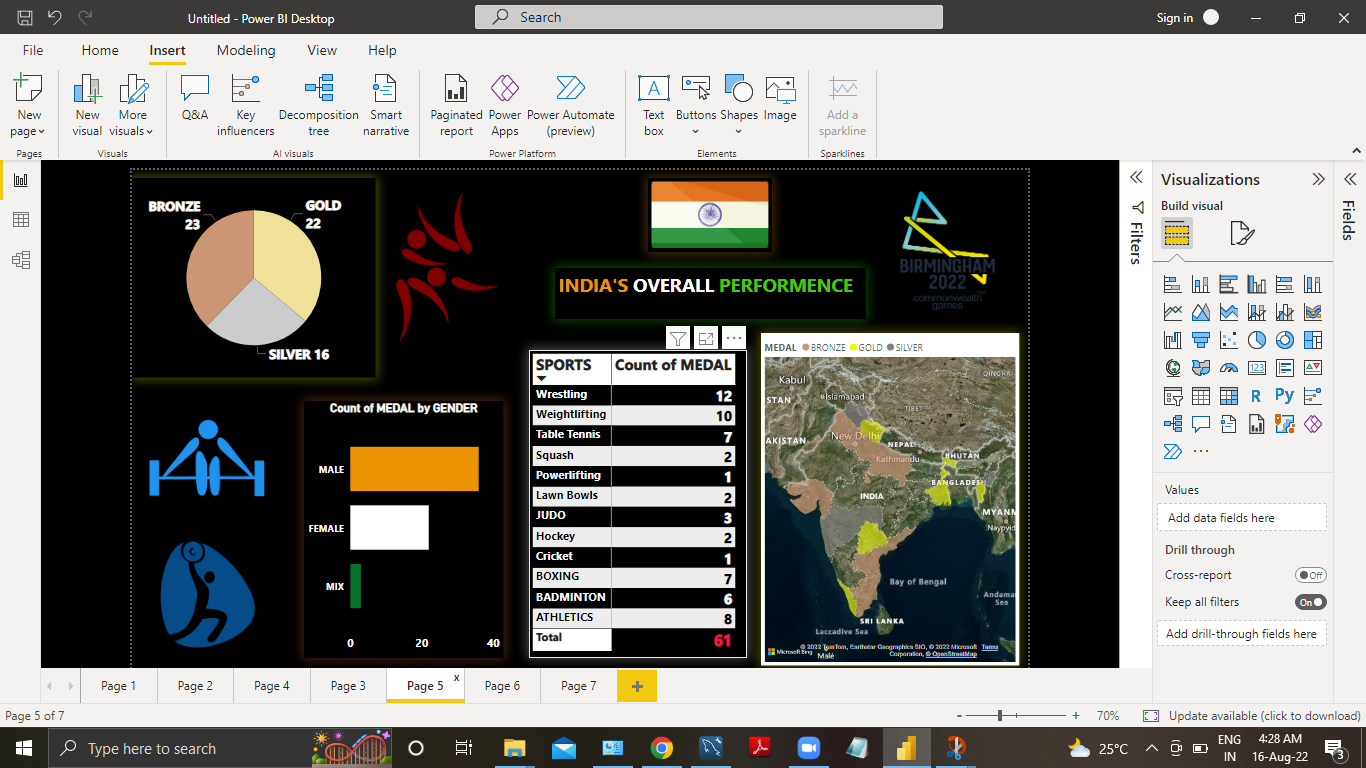 Untitled - Power BI Desktop
Search
Sign in
File Home Insert Modeling View Help
New page
New visual
More visuals
Q&A
Key influencers
Decomposition tree
Smart narrative
Paginated report
Power Apps
Power Automate (preview)
Text box
Buttons
Shapes
Image
Add a sparkline
Pages
Visuals
AI visuals
Power Platform
Elements
Sparklines
BRONZE
23
GOLD
22
SILVER 16
BIRMINGHAM
2022
commonwealth
games
INDIA'S OVERALL PERFORMENCE
Count of MEDAL by GENDER
MALE
FEMALE
MIX
0 20 40
SPORTS Count of MEDAL
Wrestling 12
Weightlifting 10
Table Tennis 7
Squash 2
Powerlifting 1
Lawn Bowls 2
JUDO 3
Hockey 2
Cricket 1
BOXING 7
BADMINTON 6
ATHLETICS 8
Total 61
MEDAL BRONZE GOLD SILVER
Kabul
QINGHAI
STAN
Islamabad
TIBET
AKISTAN
New Delhi
NEPAL
Kathmandu
BHUTAN
BANGLADESH
INDIA
MYANM
Naypyid
Bay of Bengal
Andaman
Sea
SRI LANKA
Laccadive Sea
Malé
Microsoft Bing
© 2022 TomTom, Earthstar Geographics SIO, © 2022 Microsoft Corporation, © OpenStreetMap Terms
Filters
Visualizations
Build visual
R Py
123
Values
Add data fields here
Drill through
Cross-report Off
Keep all filters On
Add drill-through fields here
Fields
Page 1 Page 2 Page 4 Page 3 Page 5 x Page 6 Page 7 +
Page 5 of 7
- + 70%
Update available (click to download)
Type here to search
25°C
ENG
IN
4:28 AM
16-Aug-22
3